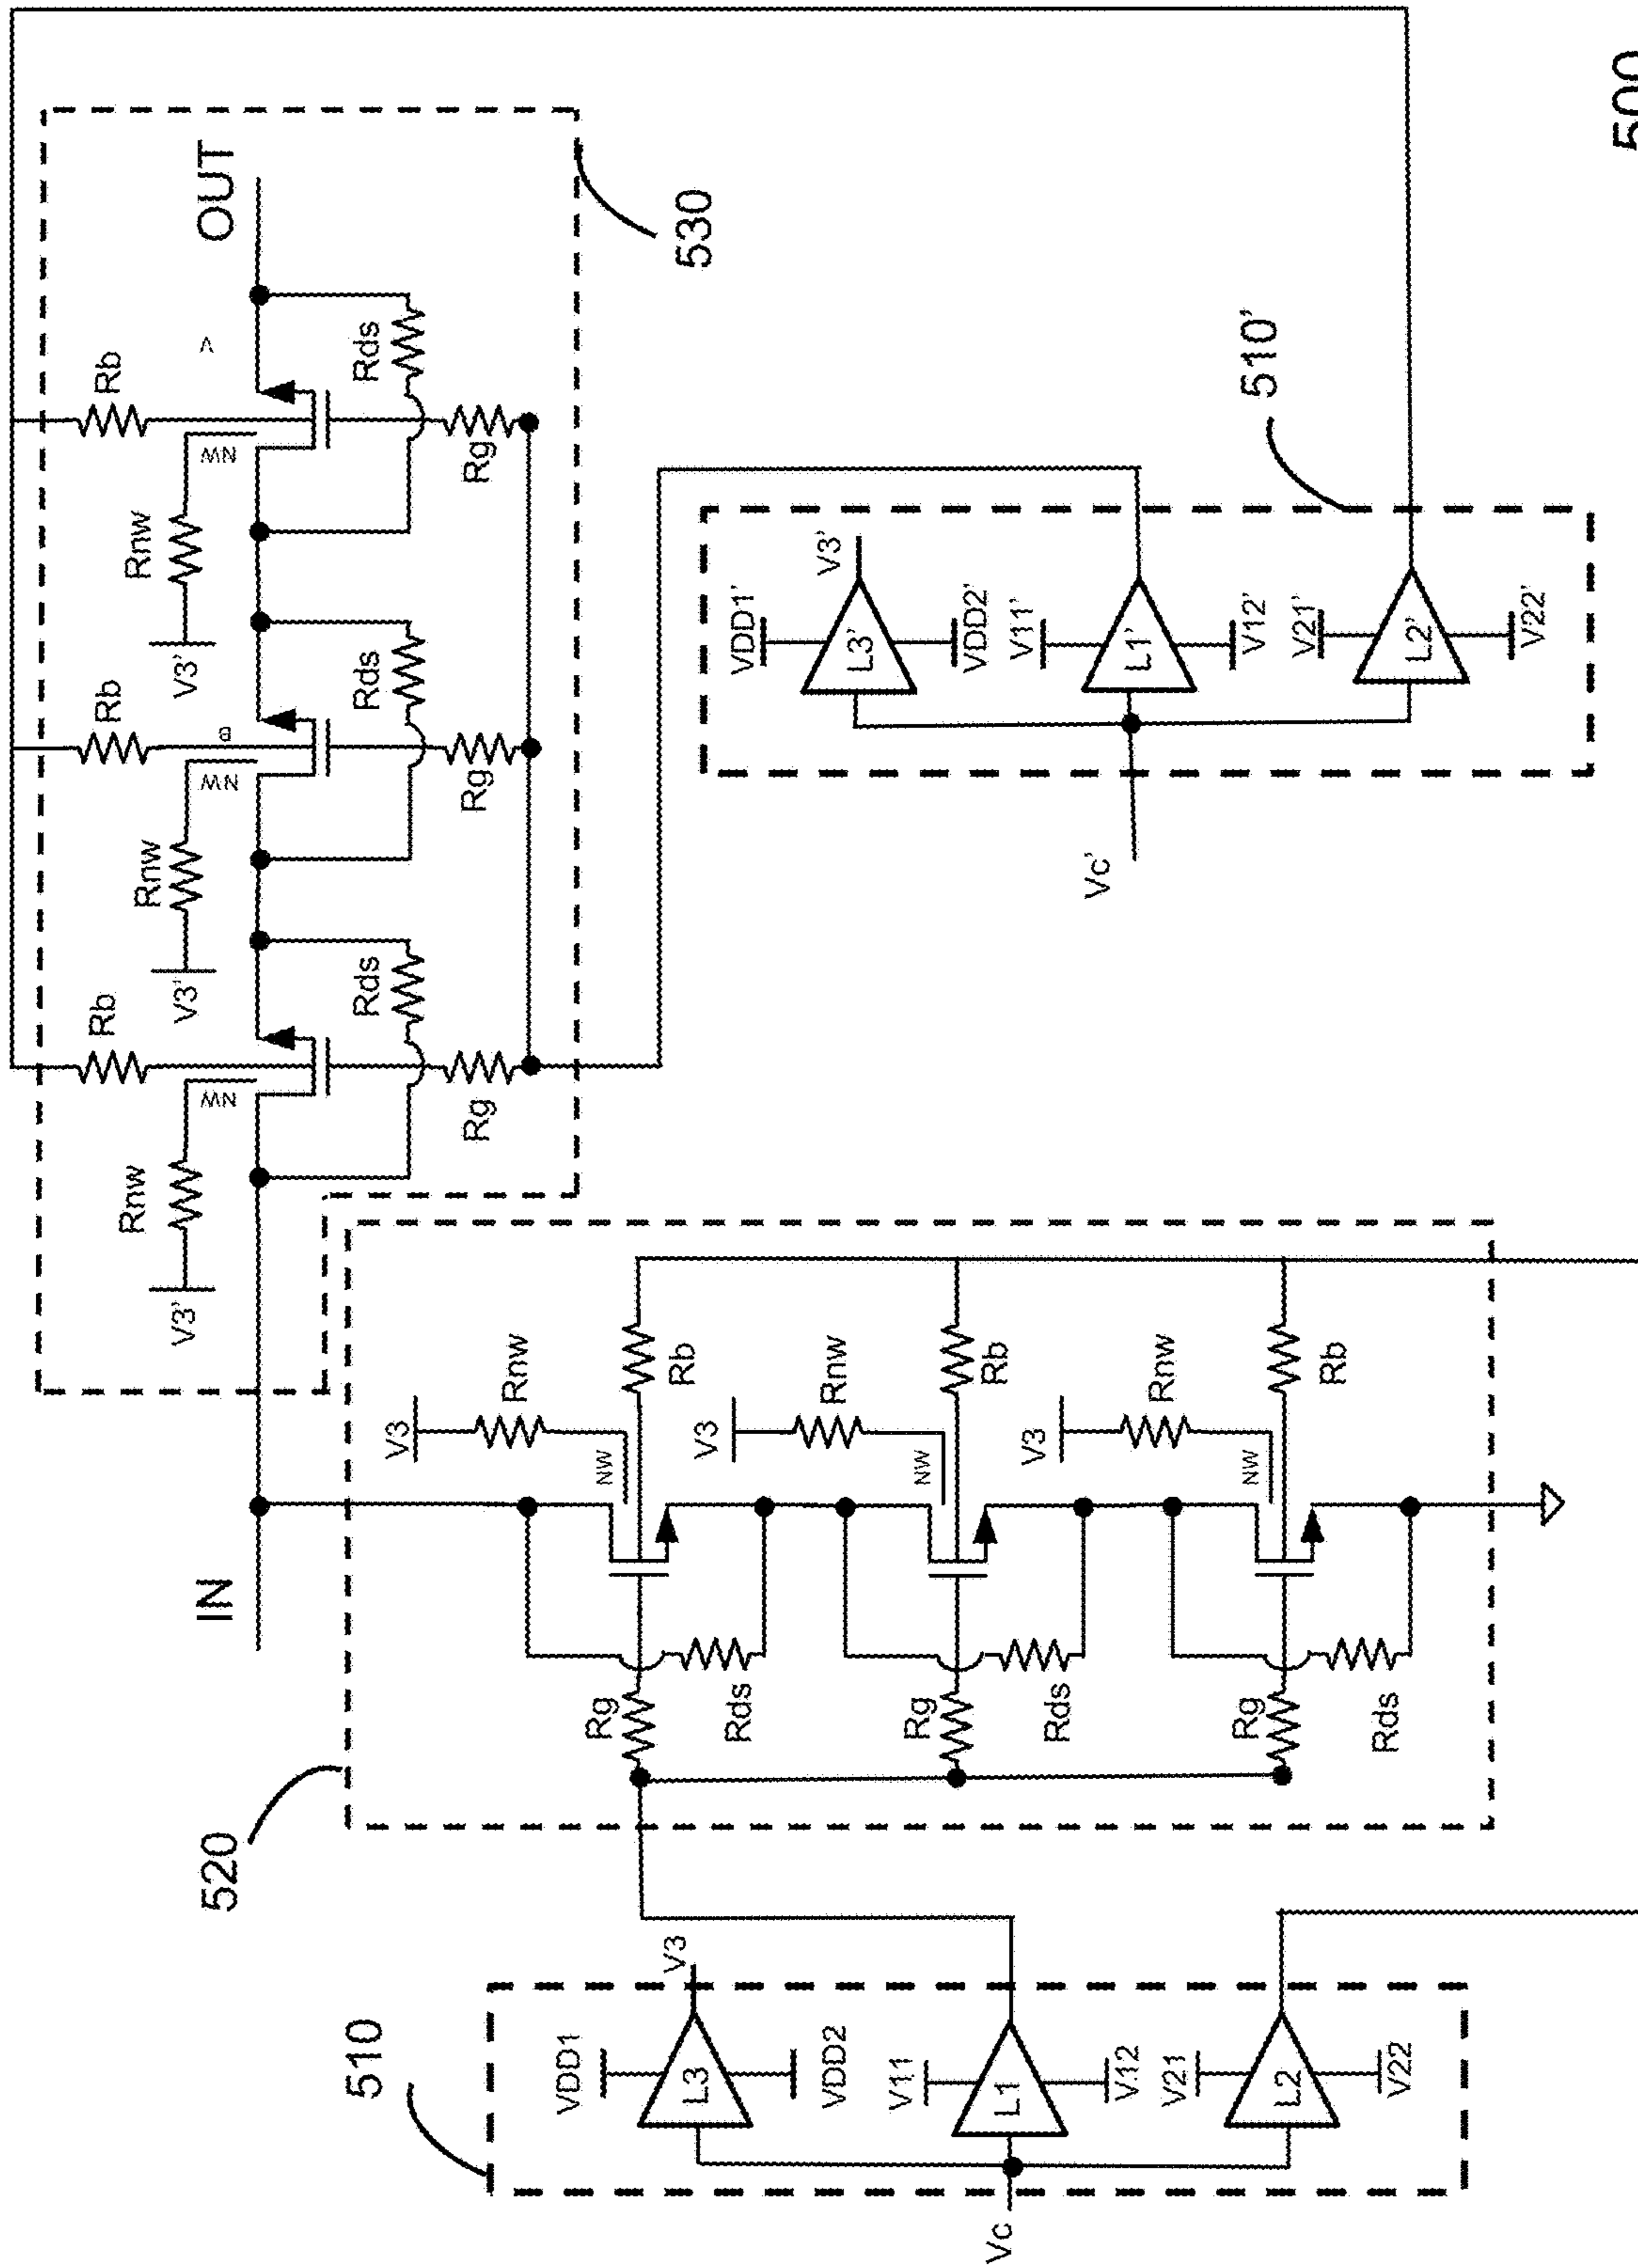 Rb
Rb
Rb
Rnw
Rnw
Rnw
V3'
V3'
V3'
NW
NW
B
NW
IN
OUT
Rds
Rds
Rds
Rg
Rg
Rg
530
520
510
V3
Rnw
NW
Rg
Rb
Rds
V3
Rnw
NW
Rg
Rb
Rds
V3
Rnw
NW
Rg
Rb
Rds
VDD1
L3
V3
VDD2
V11
Vc
L1
V12
V21
L2
V22
VDD1'
L3'
V3'
VDD2'
V11'
Vc'
L1'
V12'
V21'
L2'
V22'
510'
500